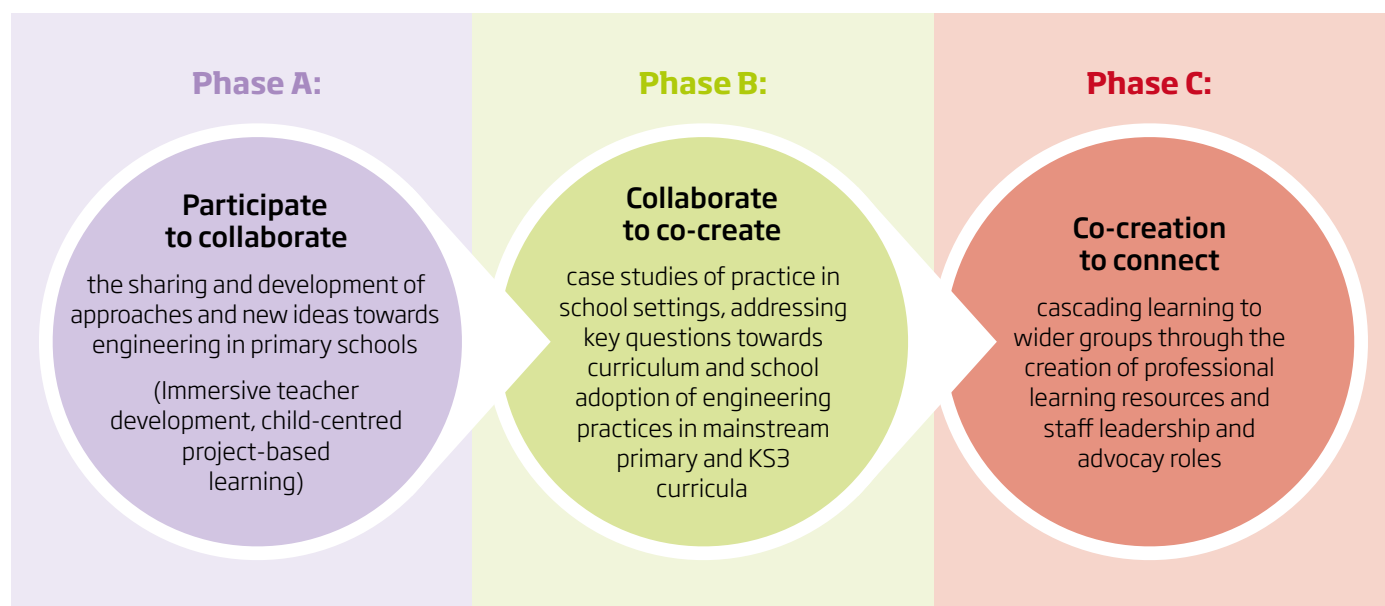 Phase A:
Participate
to collaborate
the sharing and development of
approaches and new ideas towards
engineering in primary schools
(Immersive teacher
development, child-centred
project-based
learning)
Phase B:
Collaborate
to co-create
case studies of practice in
school settings, addressing
key questions towards
curriculum and school
adoption of engineering
practices in mainstream
primary and KS3
curricula
Phase C:
Co-creation
to connect
cascading learning to
wider groups through the
creation of professional
learning resources and
staff leadership and
advocay roles